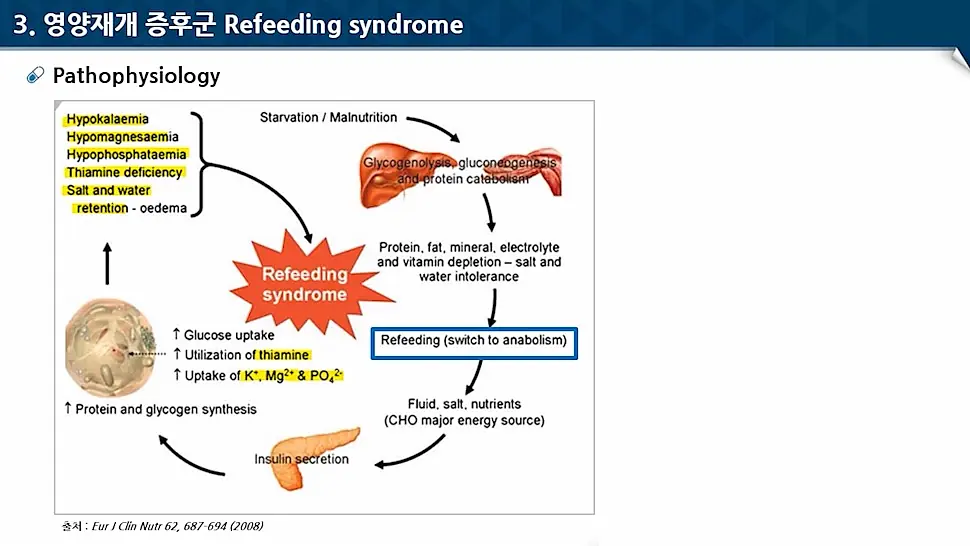 3. 영양재개 증후군 Refeeding syndrome
Pathophysiology
Hypokalaemia
Hypomagnesaemia
Hypophosphataemia
Thiamine deficiency
Salt and water
retention - oedema
Starvation / Malnutrition
Glycogenolysis, gluconeogenesis
and protein catabolism
Protein, fat, mineral, electrolyte
and vitamin depletion – salt and
water intolerance
Refeeding
syndrome
Refeeding (switch to anabolism)
↑ Glucose uptake
↑ Utilization of thiamine
↑ Uptake of K⁺, Mg²⁺ & PO₄²⁻
↑ Protein and glycogen synthesis
Fluid, salt, nutrients
(CHO major energy source)
Insulin secretion
출처 : Eur J Clin Nutr 62, 687-694 (2008)